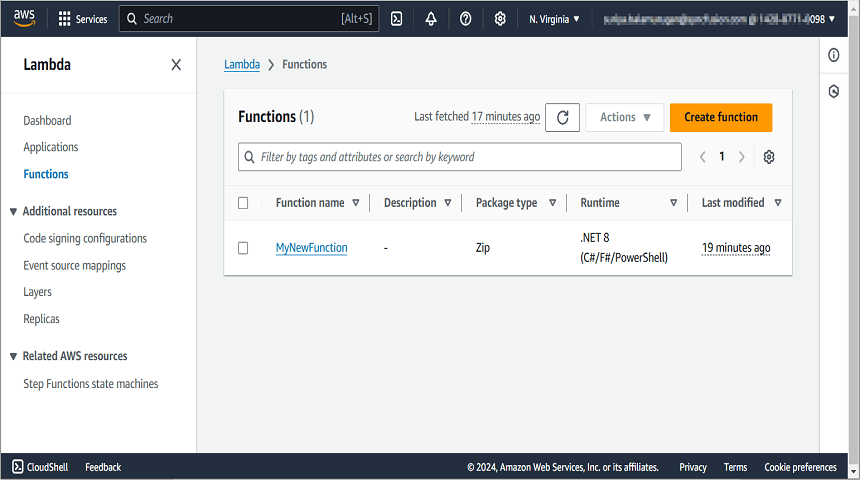 aws
Services
Search
[Alt+S]
N. Virginia
098
Lambda
Lambda
Functions
Dashboard
Applications
Functions
Additional resources
Code signing configurations
Event source mappings
Layers
Replicas
Related AWS resources
Step Functions state machines
Functions (1)
Last fetched 17 minutes ago
Actions
Create function
Filter by tags and attributes or search by keyword
1
Function name
Description
Package type
Runtime
Last modified
MyNewFunction
-
Zip
.NET 8
(C#/F#/PowerShell)
19 minutes ago
CloudShell
Feedback
© 2024, Amazon Web Services, Inc. or its affiliates.
Privacy
Terms
Cookie preferences